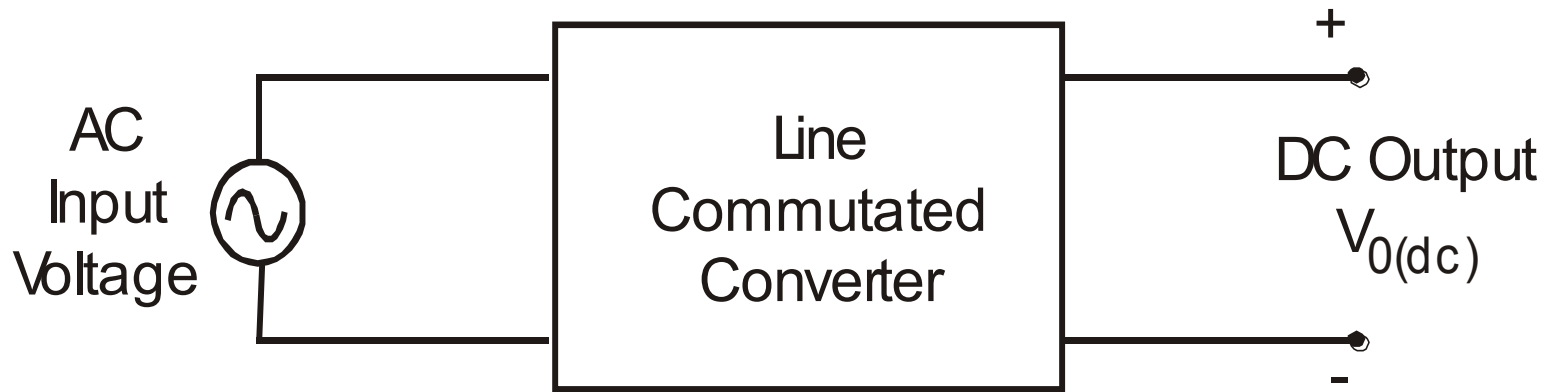 AC
Input
Voltage
Line
Commutated
Converter
+
DC Output
V0(dc)
-